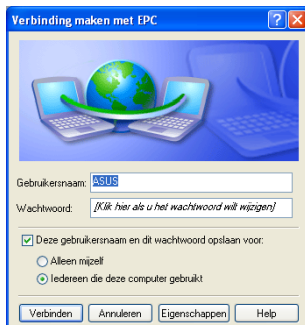 Verbinding maken met EPC
Gebruikersnaam: ASUS
Wachtwoord: [Klik hier als u het wachtwoord wilt wijzigen]
Deze gebruikersnaam en dit wachtwoord opslaan voor:
Alleen mijzelf
Iedereen die deze computer gebruikt
Verbinden Annuleren Eigenschappen Help